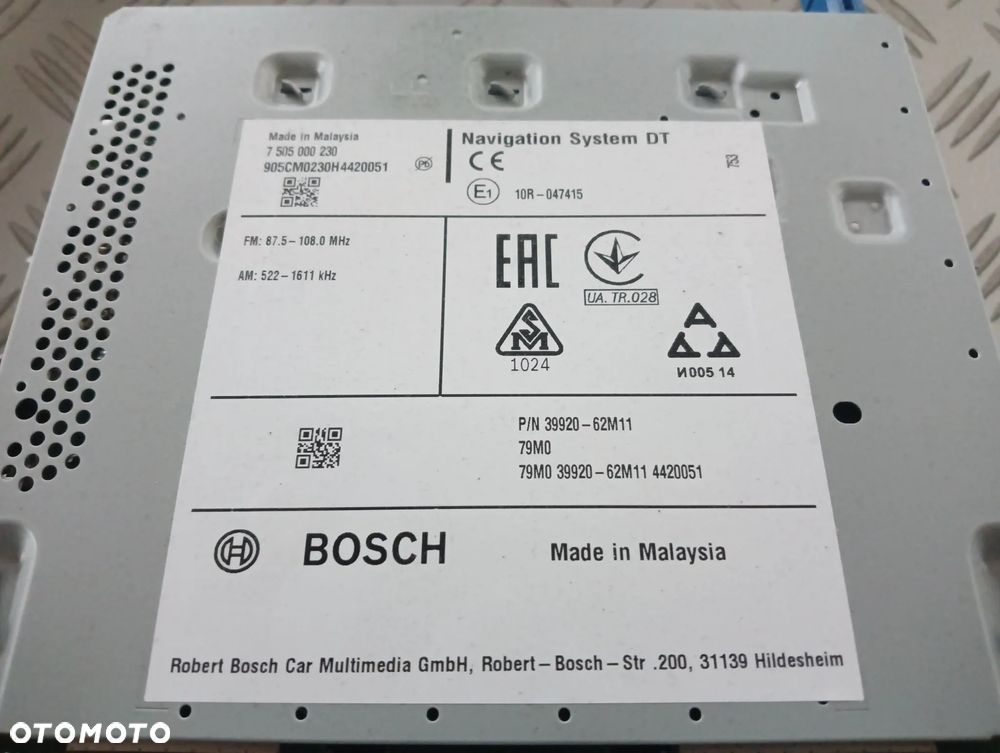 Made in Malaysia
7 505 000 230
905CM0230H4420051
Pb
Navigation System DT
CE
E1
10R-047415
FM: 87.5-108.0 MHz
AM: 522-1611 kHz
EAC
UA.TR.028
SM
1024
И005 14
P/N 39920-62M11
79M0
79M0 39920-62M11 4420051
BOSCH
Made in Malaysia
Robert Bosch Car Multimedia GmbH, Robert-Bosch-Str .200, 31139 Hildesheim
OTOMOTO